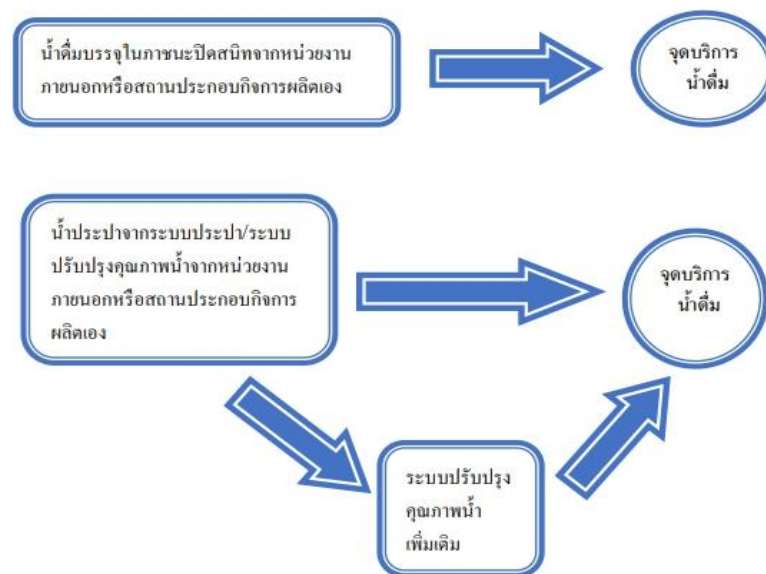 น้ำดื่มบรรจุในภาชนะปิดสนิทจากหน่วยงาน
ภายนอกหรือสถานประกอบกิจการผลิตเอง
จุดบริการ
น้ำดื่ม
น้ำประปาจากระบบประปา/ระบบ
ปรับปรุงคุณภาพน้ำจากหน่วยงาน
ภายนอกหรือสถานประกอบกิจการ
ผลิตเอง
จุดบริการ
น้ำดื่ม
ระบบปรับปรุง
คุณภาพน้ำ
เพิ่มเติม